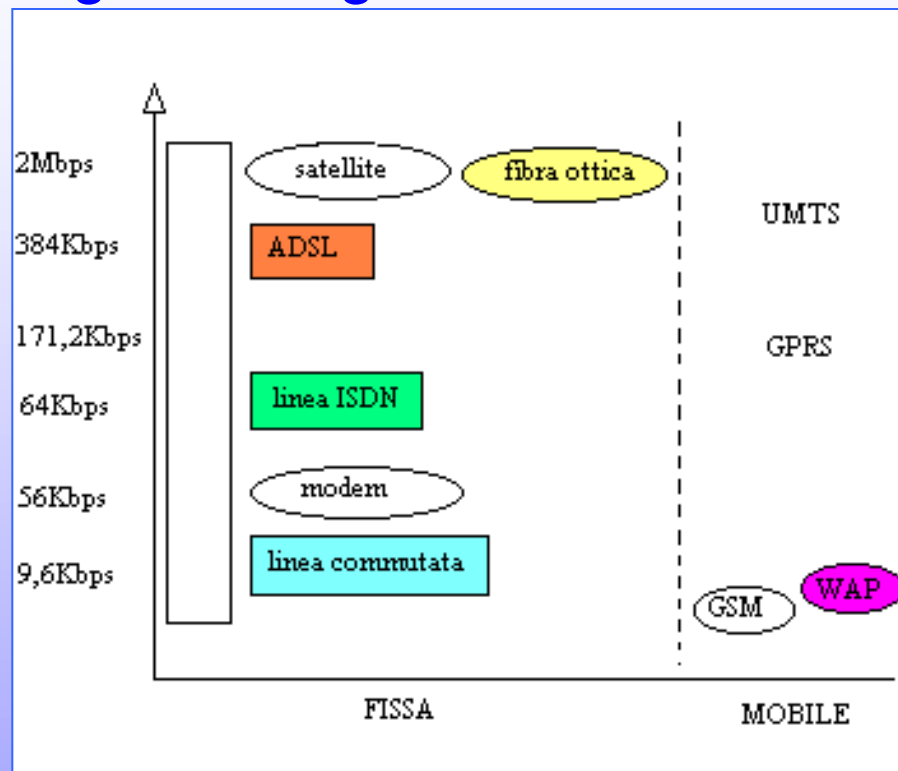 2Mbps
satellite
fibra ottica
UMTS
384Kbps
ADSL
171,2Kbps
GPRS
64Kbps
linea ISDN
56Kbps
modem
9,6Kbps
linea commutata
GSM
WAP
FISSA
MOBILE